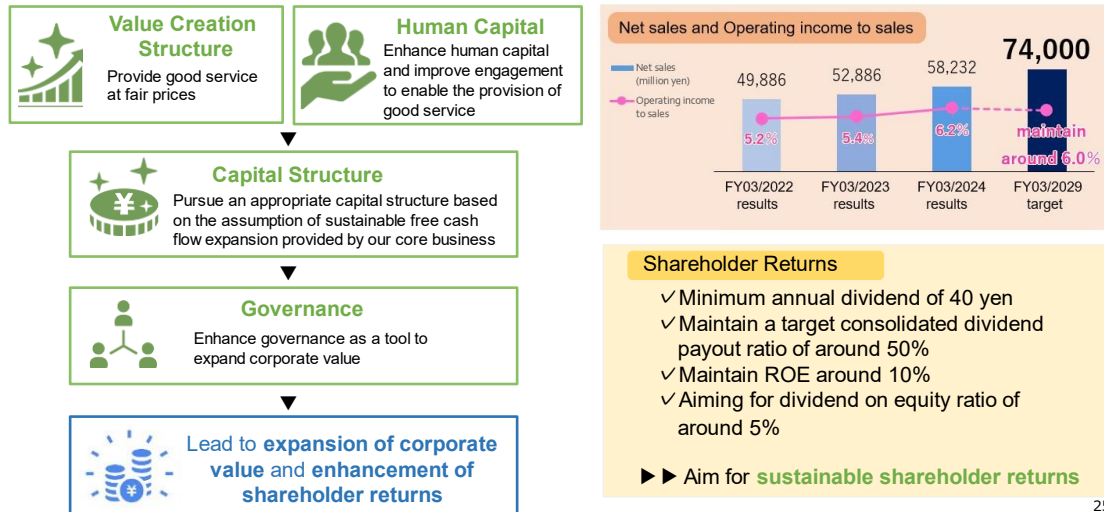 Value Creation
Structure
Provide good service
at fair prices
Human Capital
Enhance human capital
and improve engagement
to enable the provision of
good service
▼
Capital Structure
¥
Pursue an appropriate capital structure based
on the assumption of sustainable free cash
flow expansion provided by our core business
▼
Governance
Enhance governance as a tool to
expand corporate value
▼
¥
Lead to expansion of corporate
value and enhancement of
shareholder returns
Net sales and Operating income to sales
Net sales
(million yen)
Operating income
to sales
49,886
52,886
58,232
74,000
5.2%
5.4%
6.2%
maintain
around 6.0%
FY03/2022
results
FY03/2023
results
FY03/2024
results
FY03/2029
target
Shareholder Returns
✓Minimum annual dividend of 40 yen
✓Maintain a target consolidated dividend
payout ratio of around 50%
✓Maintain ROE around 10%
✓Aiming for dividend on equity ratio of
around 5%
▶ ▶ Aim for sustainable shareholder returns
25